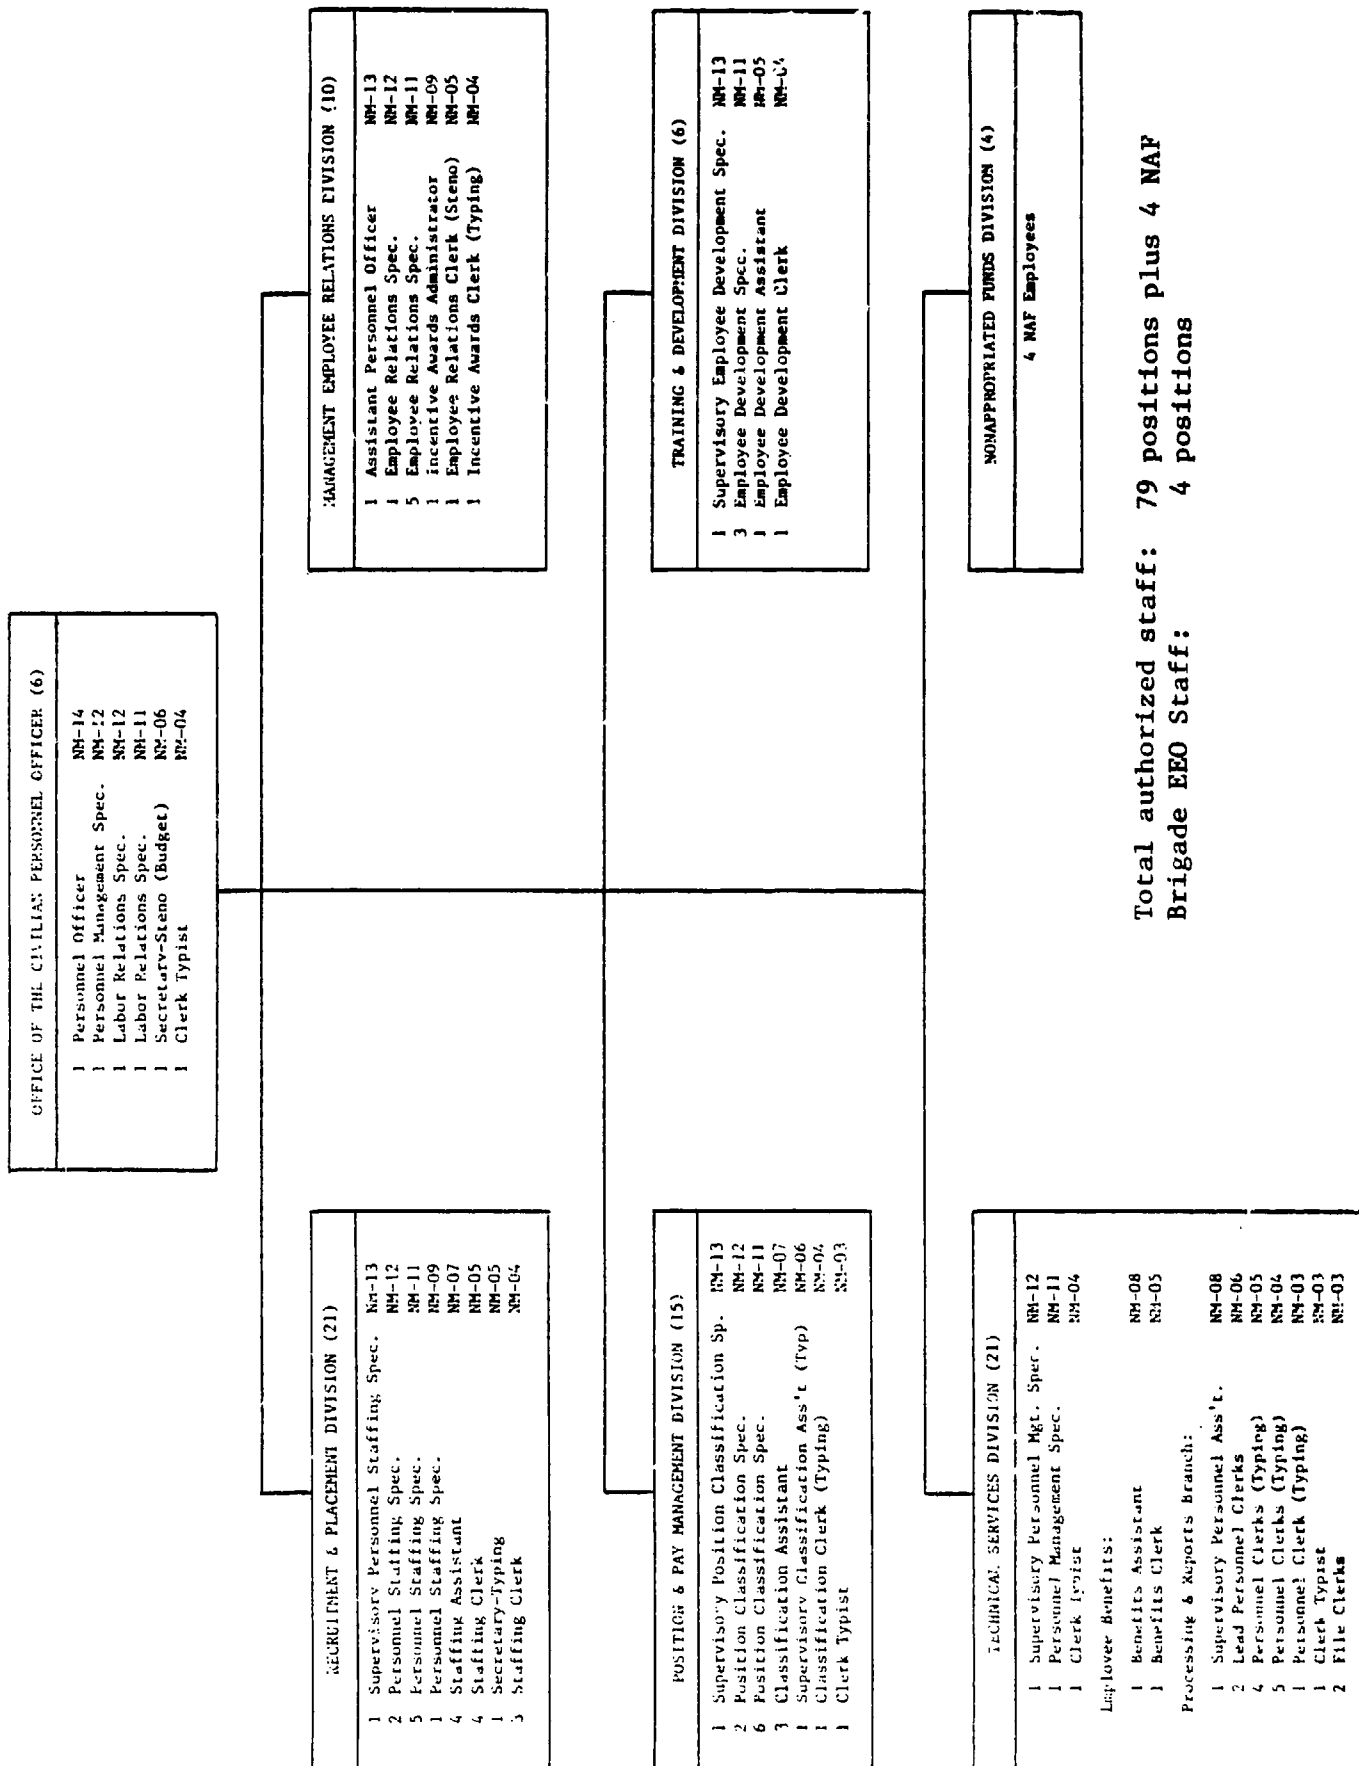 OFFICE OF THE CIVILIAN PERSONNEL OFFICER (6)
1 Personnel Officer NM-14
1 Personnel Management Spec. NM-12
1 Labor Relations Spec. NM-12
1 Labor Relations Spec. NM-11
1 Secretary-Steno (Budget) NM-06
1 Clerk Typist NM-04
RECRUITMENT & PLACEMENT DIVISION (21)
1 Supervisory Personnel Staffing Spec. NM-13
2 Personnel Staffing Spec. NM-12
5 Personnel Staffing Spec. NM-11
1 Personnel Staffing Spec. NM-09
4 Staffing Assistant NM-07
4 Staffing Clerk NM-05
1 Secretary-Typing NM-05
3 Staffing Clerk NM-04
MANAGEMENT EMPLOYEE RELATIONS DIVISION (10)
1 Assistant Personnel Officer NM-13
1 Employee Relations Spec. NM-12
5 Employee Relations Spec. NM-11
1 incentive Awards Administrator NM-09
1 Employee Relations Clerk (Steno) NM-05
1 Incentive Awards Clerk (Typing) NM-04
POSITION & PAY MANAGEMENT DIVISION (15)
1 Supervisory Position Classification Sp. NM-13
2 Position Classification Spec. NM-12
6 Position Classification Spec. NM-11
3 Classification Assistant NM-07
1 Supervisory Classification Ass't (Typ) NM-06
1 Classification Clerk (Typing) NM-04
1 Clerk Typist NM-03
TRAINING & DEVELOPMENT DIVISION (6)
1 Supervisory Employee Development Spec. NM-13
3 Employee Development Spec. NM-11
1 Employee Development Assistant NM-05
1 Employee Development Clerk NM-04
TECHNICAL SERVICES DIVISION (21)
1 Supervisory Personnel Mgt. Spec. NM-12
1 Personnel Management Spec. NM-11
1 Clerk Typist NM-04
Employee Benefits:
1 Benefits Assistant NM-08
1 Benefits Clerk NM-05
Processing & Reports Branch:
1 Supervisory Personnel Ass't. NM-08
2 Lead Personnel Clerks NM-06
4 Personnel Clerks (Typing) NM-05
5 Personnel Clerks (Typing) NM-04
1 Personnel Clerk (Typing) NM-03
1 Clerk Typist NM-03
2 File Clerks NM-03
NONAPPROPRIATED FUNDS DIVISION (4)
4 NAF Employees
Total authorized staff: 79 positions plus 4 NAF
Brigade EEO Staff: 4 positions